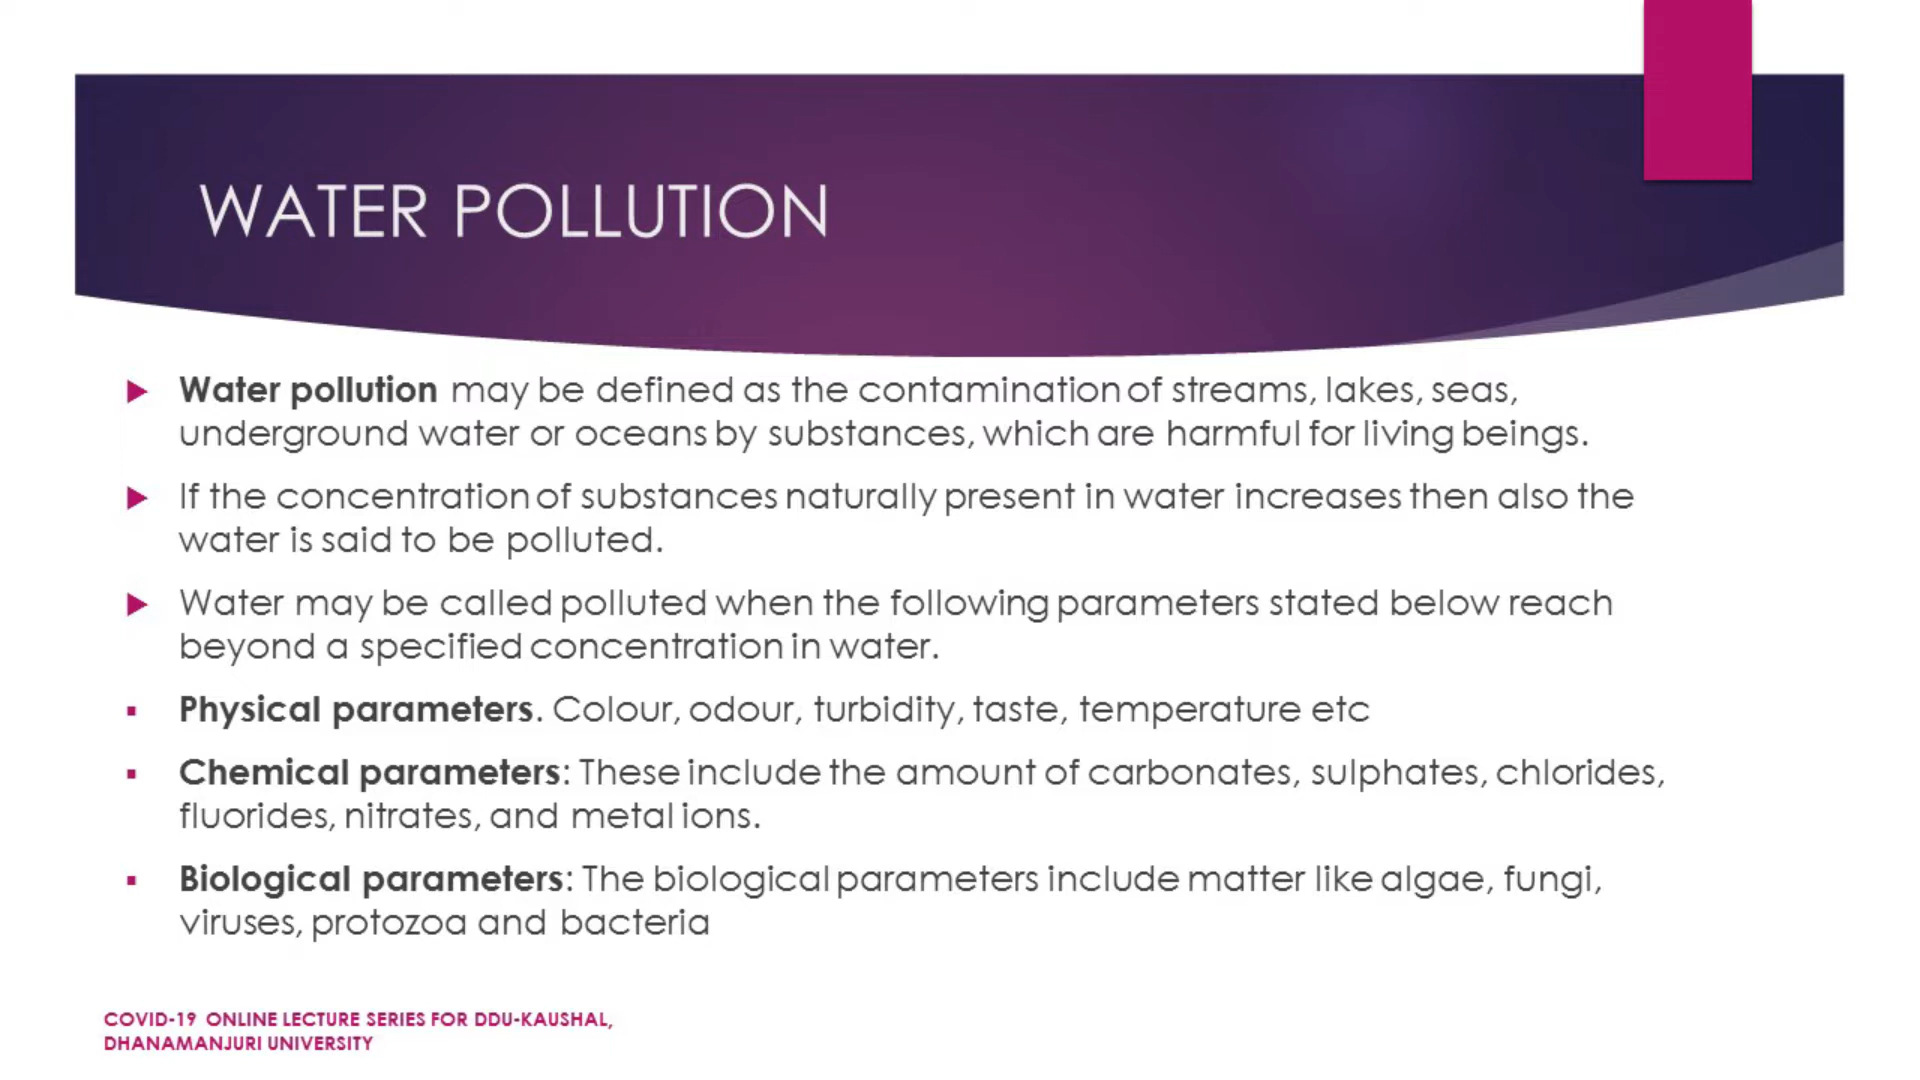 WATER POLLUTION
Water pollution may be defined as the contamination of streams, lakes, seas,
underground water or oceans by substances, which are harmful for living beings.
If the concentration of substances naturally present in water increases then also the
water is said to be polluted.
Water may be called polluted when the following parameters stated below reach
beyond a specified concentration in water.
Physical parameters. Colour, odour, turbidity, taste, temperature etc
Chemical parameters: These include the amount of carbonates, sulphates, chlorides,
fluorides, nitrates, and metal ions.
Biological parameters: The biological parameters include matter like algae, fungi,
viruses, protozoa and bacteria
COVID-19 ONLINE LECTURE SERIES FOR DDU-KAUSHAL,
DHANAMANJURI UNIVERSITY